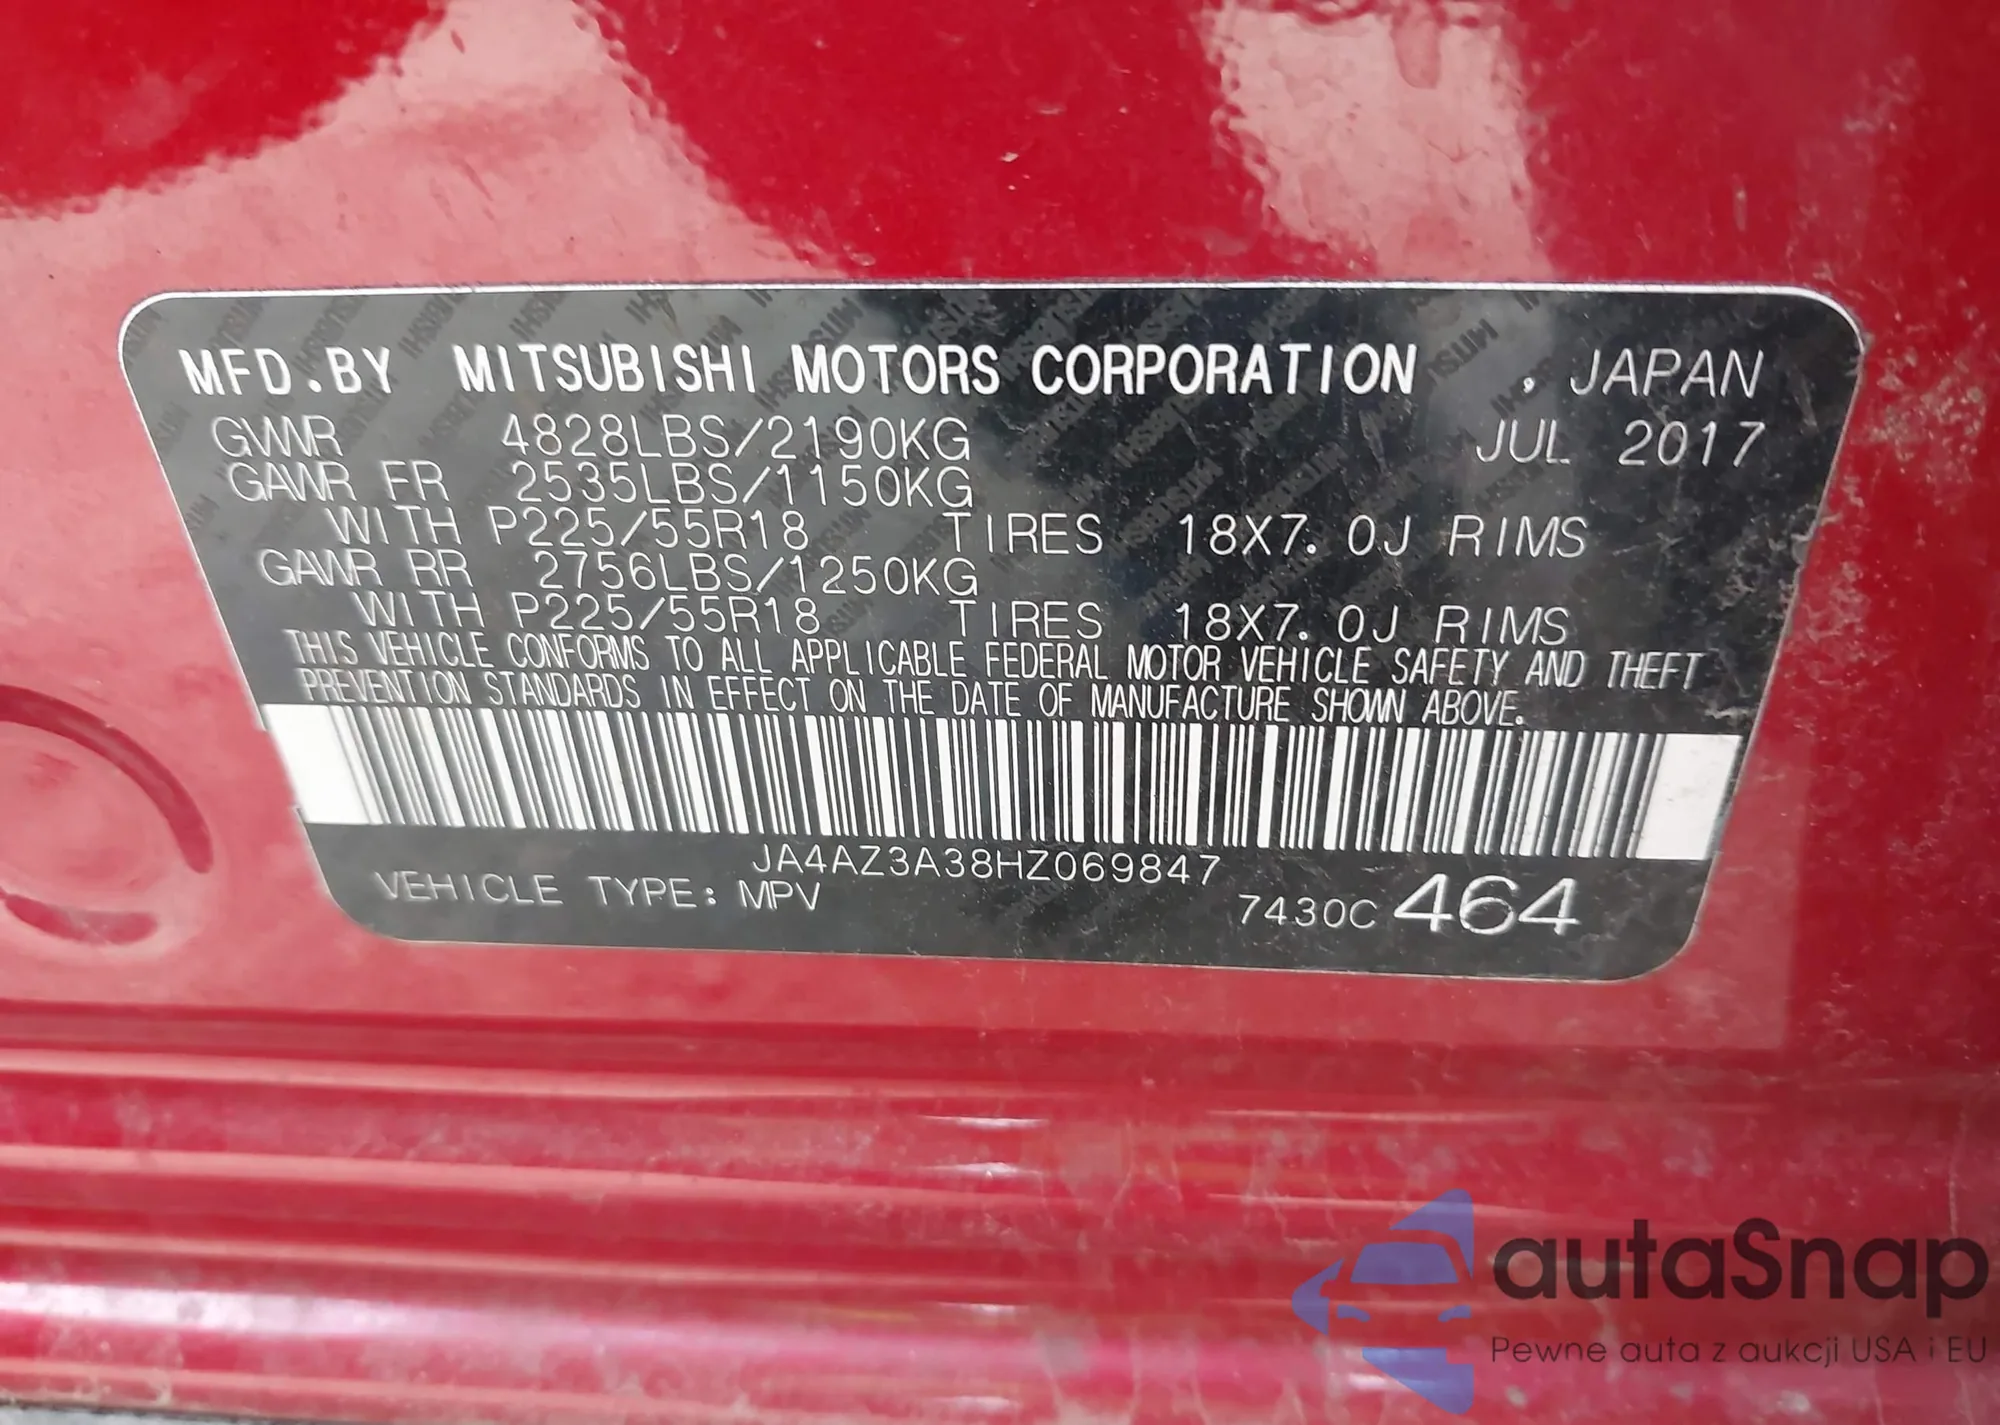 MFD.BY MITSUBISHI MOTORS CORPORATION . JAPAN
GVWR 4828LBS/2190KG JUL 2017
GAWR FR 2535LBS/1150KG
WITH P225/55R18 TIRES 18X7.0J RIMS
GAWR RR 2756LBS/1250KG
WITH P225/55R18 TIRES 18X7.0J RIMS
THIS VEHICLE CONFORMS TO ALL APPLICABLE FEDERAL MOTOR VEHICLE SAFETY AND THEFT
PREVENTION STANDARDS IN EFFECT ON THE DATE OF MANUFACTURE SHOWN ABOVE.
JA4AZ3A38HZ069847
VEHICLE TYPE: MPV 7430C 464
autaSnap
Pewne auta z aukcji USA i EU